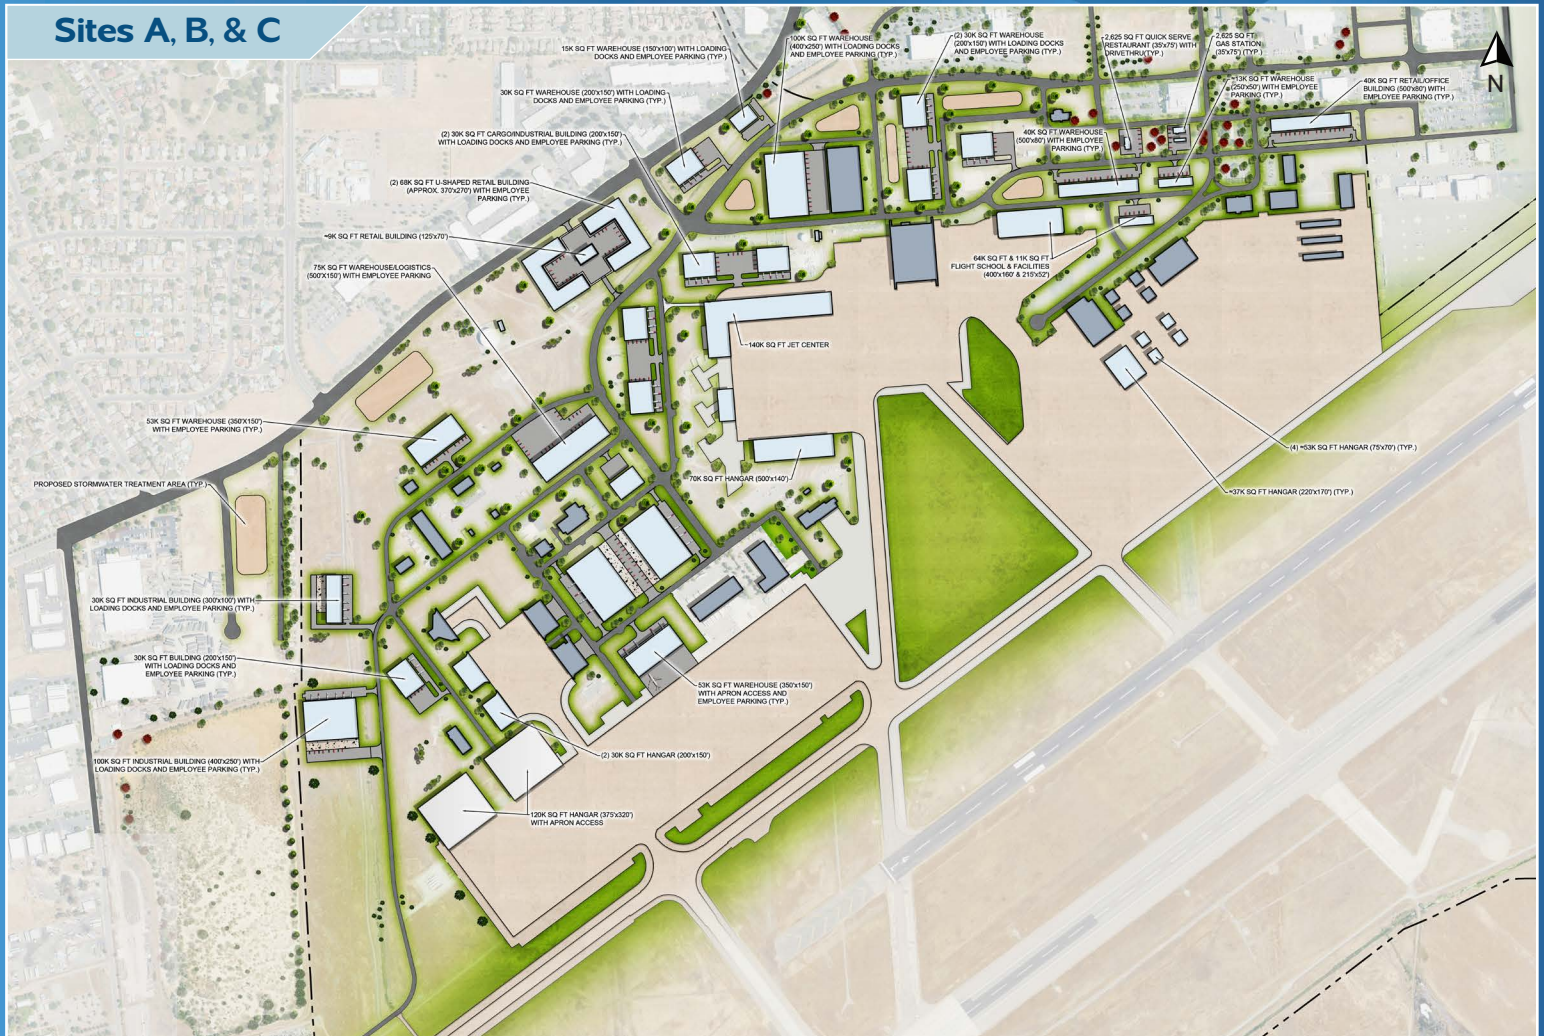 Sites A, B, & C
15K SQ FT WAREHOUSE (150'x100') WITH LOADING
DOCKS AND EMPLOYEE PARKING (TYP.)
100K SQ FT WAREHOUSE
(400'x250') WITH LOADING DOCKS
AND EMPLOYEE PARKING (TYP.)
(2) 30K SQ FT WAREHOUSE
(200'x150') WITH LOADING DOCKS
AND EMPLOYEE PARKING (TYP.)
2,625 SQ FT QUICK SERVE
RESTAURANT (35'x75') WITH
DRIVETHRU(TYP.)
2,625 SQ FT
GAS STATION
(35'x75') (TYP.)
~13K SQ FT WAREHOUSE
(250'x50') WITH EMPLOYEE
PARKING (TYP.)
40K SQ FT RETAIL/OFFICE
BUILDING (500'x80') WITH
EMPLOYEE PARKING (TYP.)
N
30K SQ FT WAREHOUSE (200'x150') WITH LOADING
DOCKS AND EMPLOYEE PARKING (TYP.)
(2) 30K SQ FT CARGO/INDUSTRIAL BUILDING (200'x150')
WITH LOADING DOCKS AND EMPLOYEE PARKING (TYP.)
40K SQ FT WAREHOUSE
(500'x80') WITH EMPLOYEE
PARKING (TYP.)
(2) 68K SQ FT U-SHAPED RETAIL BUILDING
(APPROX. 370'x270') WITH EMPLOYEE
PARKING (TYP.)
~9K SQ FT RETAIL BUILDING (125'x70')
75K SQ FT WAREHOUSE/LOGISTICS
(500'X150') WITH EMPLOYEE PARKING
64K SQ FT & 11K SQ FT
FLIGHT SCHOOL & FACILITIES
(400'x160' & 215'x52')
~140K SQ FT JET CENTER
53K SQ FT WAREHOUSE (350'X150')
WITH EMPLOYEE PARKING (TYP.)
(4) ~53K SQ FT HANGAR (75'x70') (TYP.)
PROPOSED STORMWATER TREATMENT AREA (TYP.)
70K SQ FT HANGAR (500'x140')
~37K SQ FT HANGAR (220'x170') (TYP.)
30K SQ FT INDUSTRIAL BUILDING (300'x100') WITH
LOADING DOCKS AND EMPLOYEE PARKING (TYP.)
30K SQ FT BUILDING (200'x150')
WITH LOADING DOCKS AND
EMPLOYEE PARKING (TYP.)
53K SQ FT WAREHOUSE (350'x150')
WITH APRON ACCESS AND
EMPLOYEE PARKING (TYP.)
(2) 30K SQ FT HANGAR (200'x150')
100K SQ FT INDUSTRIAL BUILDING (400'x250') WITH
LOADING DOCKS AND EMPLOYEE PARKING (TYP.)
120K SQ FT HANGAR (375'x320')
WITH APRON ACCESS